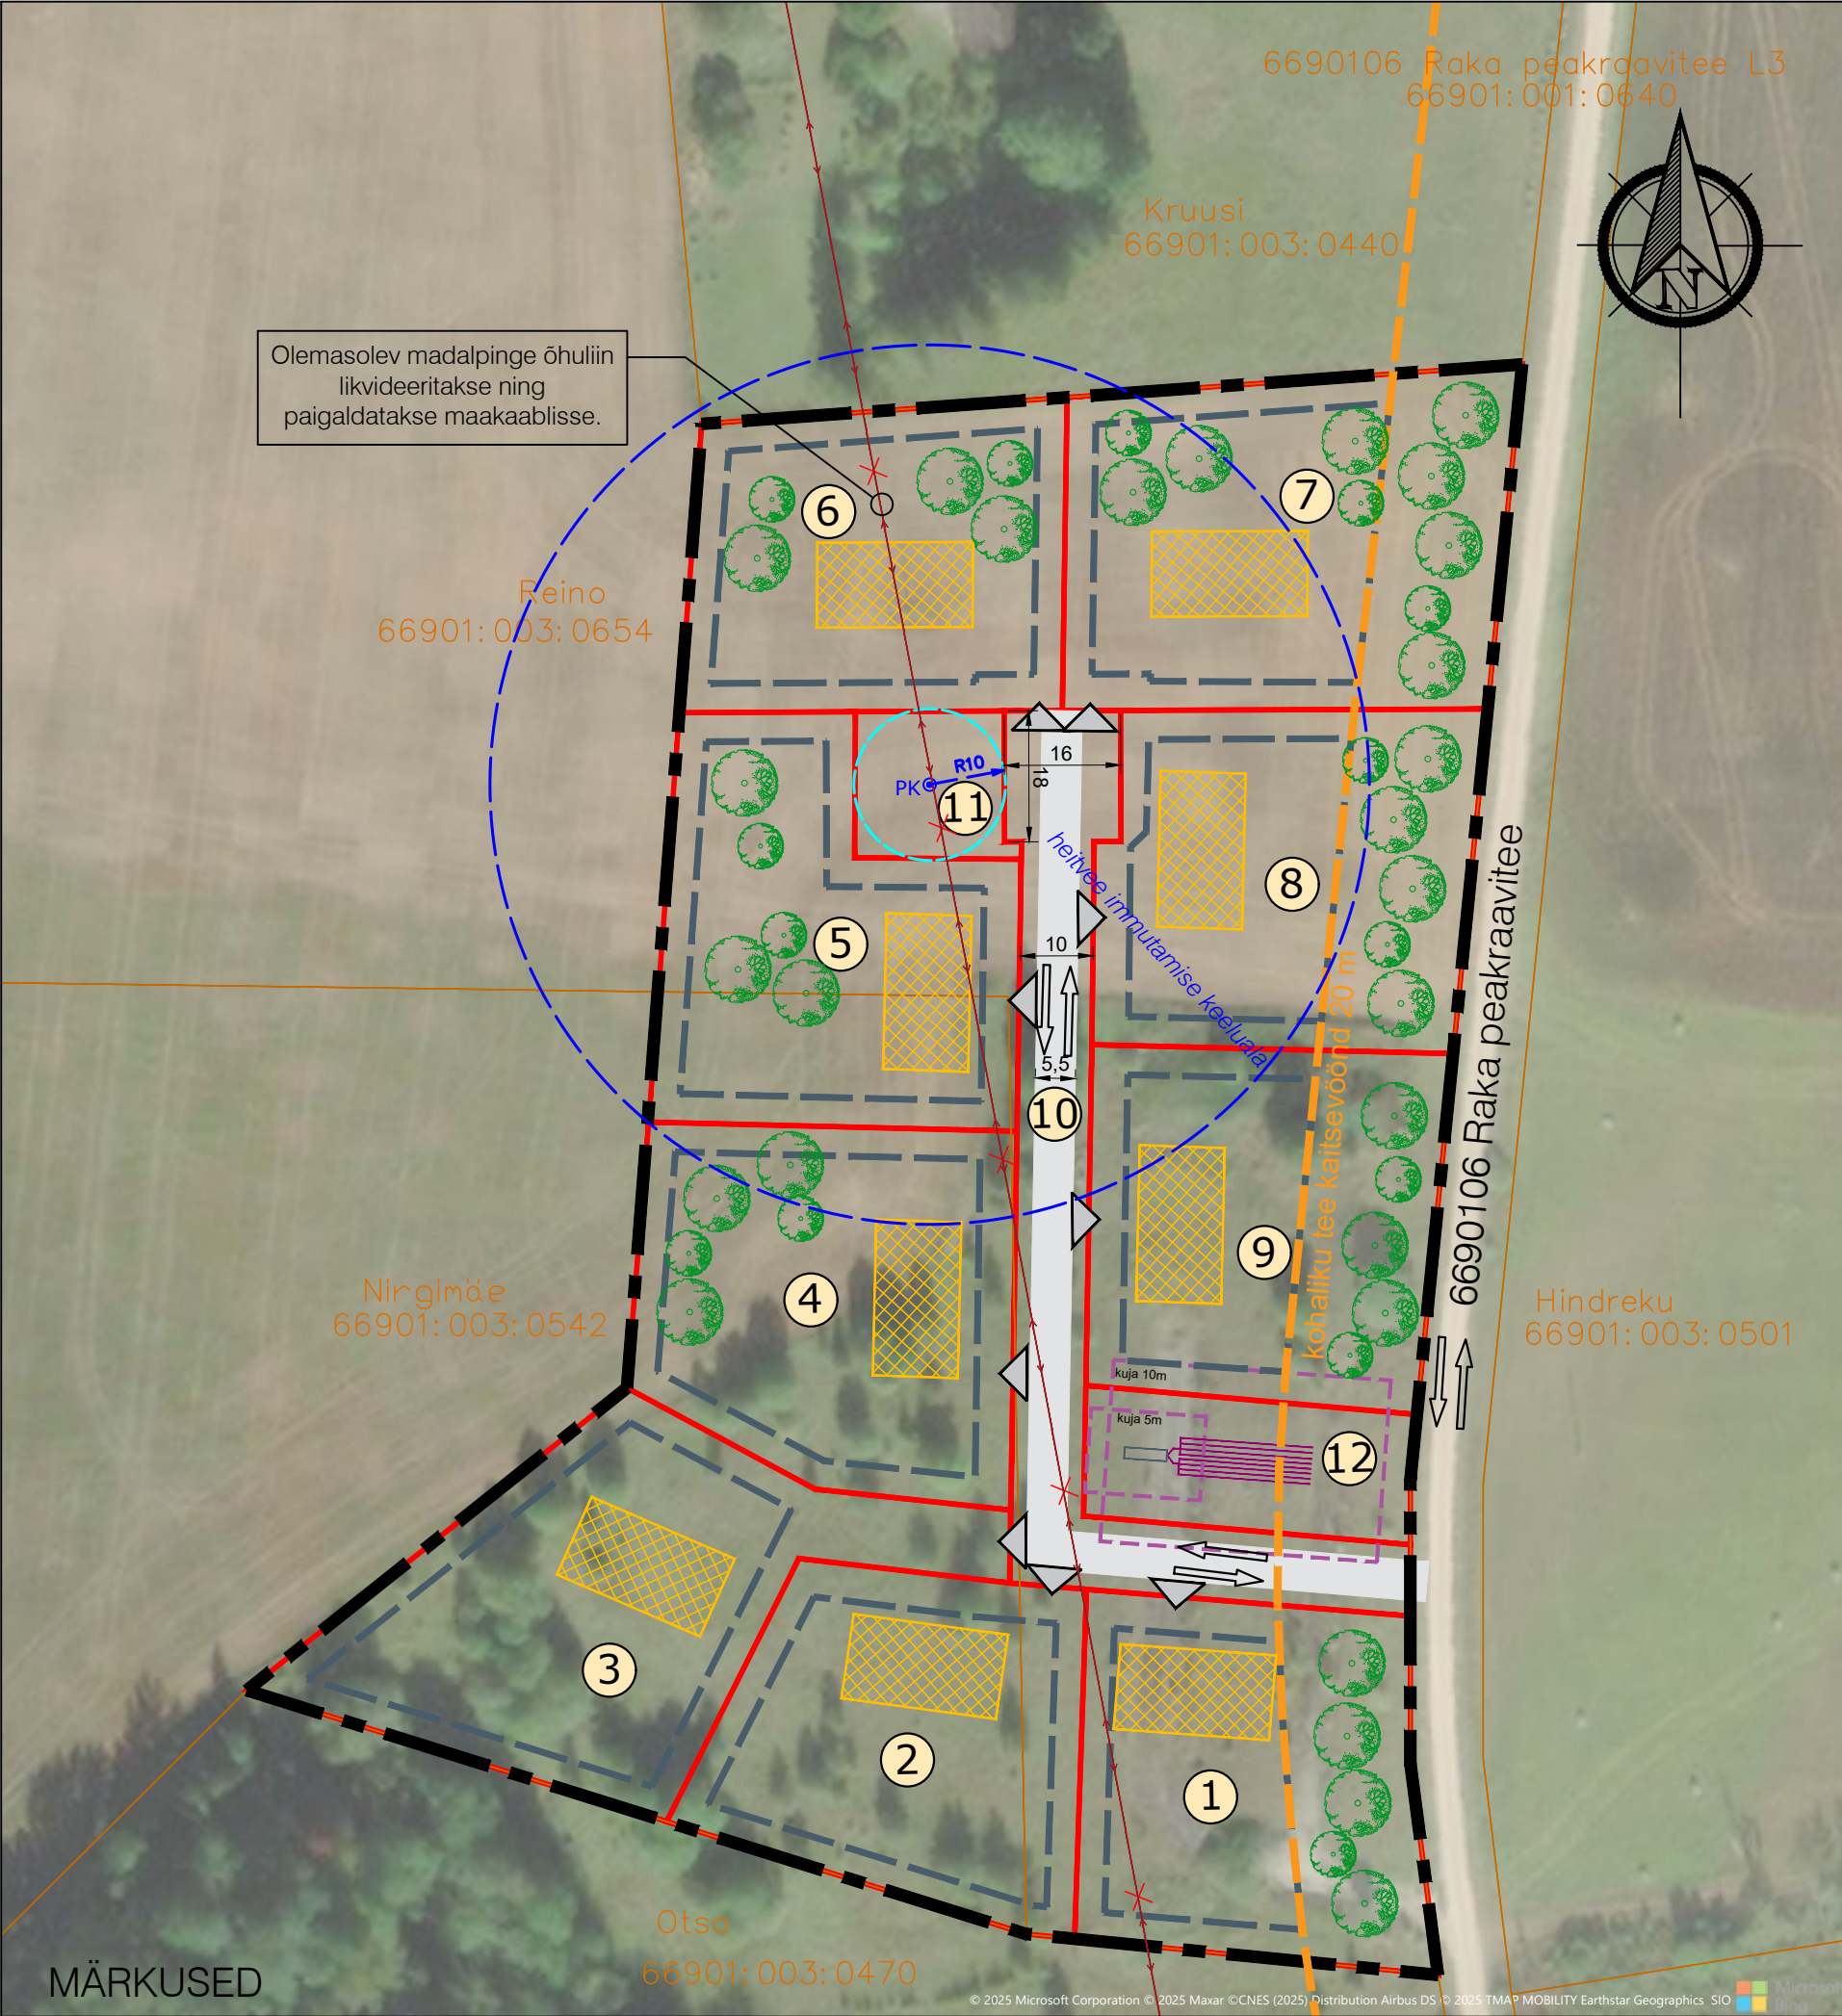 6690106 Raka peakraavitee L3
66901:001:0640
Kruusi
66901:003:0440
N
Olemasolev madalpinge õhuliin
likvideeritakse ning
paigaldatakse maakaablisse.
6
7
Reino
66901:003:0654
16
18
R10
PK
11
heitvee immutamise keeluala
8
5
10
5,5
10
kohaliku tee kaitsevöönd 20 m
6690106 Raka peakraavitee
9
4
Nirgimäe
66901:003:0542
Hindreku
66901:003:0501
kuja 10m
kuja 5m
12
3
2
1
Otsa
66901:003:0470
MÄRKUSED
© 2025 Microsoft Corporation © 2025 Maxar ©CNES (2025) Distribution Airbus DS © 2025 TMAP MOBILITY Earthstar Geographics SIO